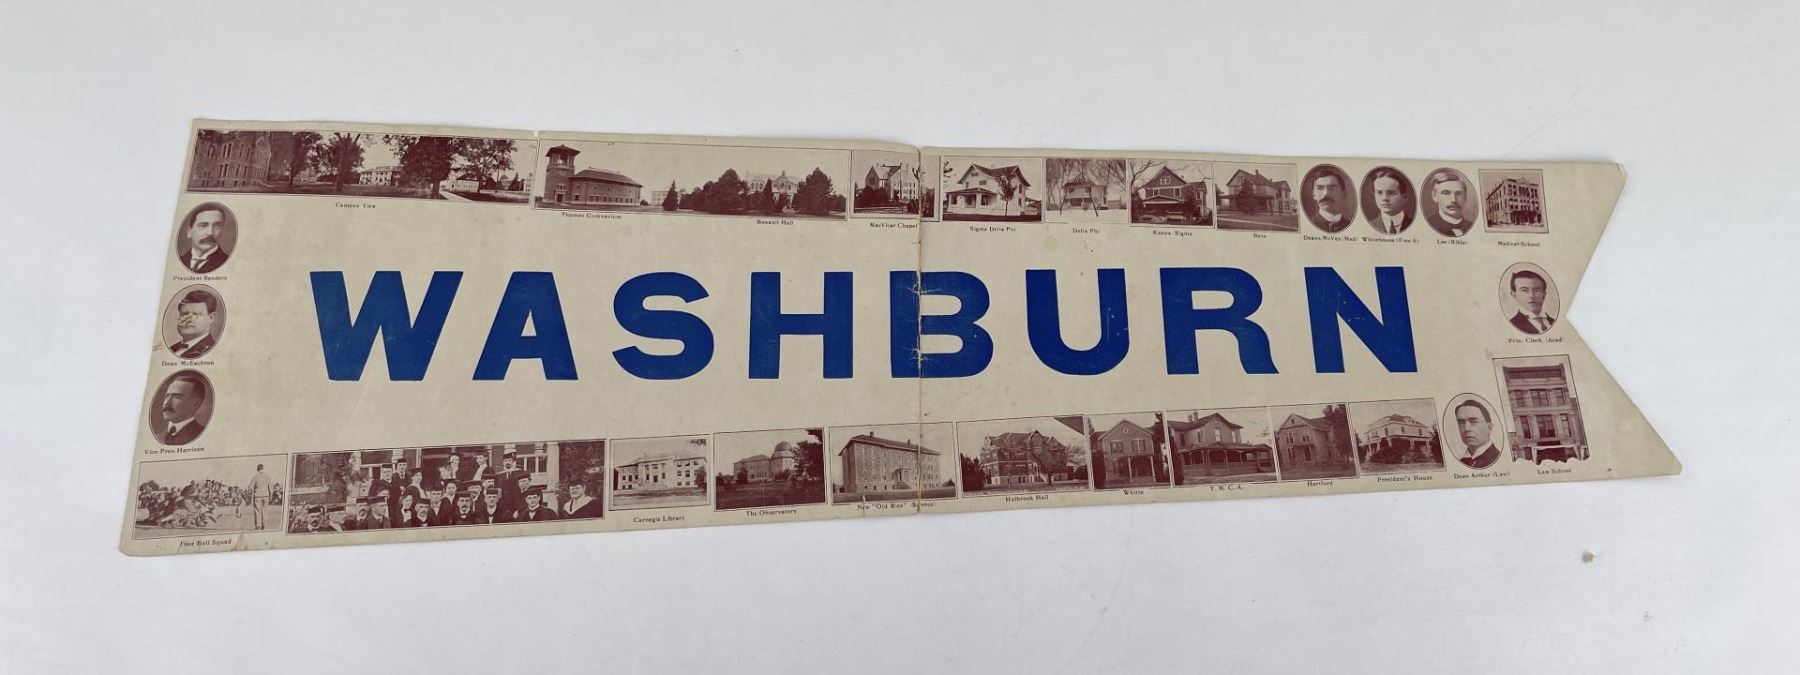 Campus View
Thomas Gymnasium
Boswell Hall
MacVicar Chapel
Sigma Delta Psi
Delta Phi
Kappa Sigma
Beta
Deans McVey (Med)
Whitehouse (Fine A)
Lee (Bible)
Medical School
President Sanders
WASHBURN
Prin. Clark (Acad)
Dean McEachron
Vice Pres. Harrison
Foot Ball Squad
Carnegie Library
The Observatory
New "Old Rice" (Science)
Holbrook Hall
Whitin
Y. M. C. A.
Hartford
President's House
Dean Arthur (Law)
Law School